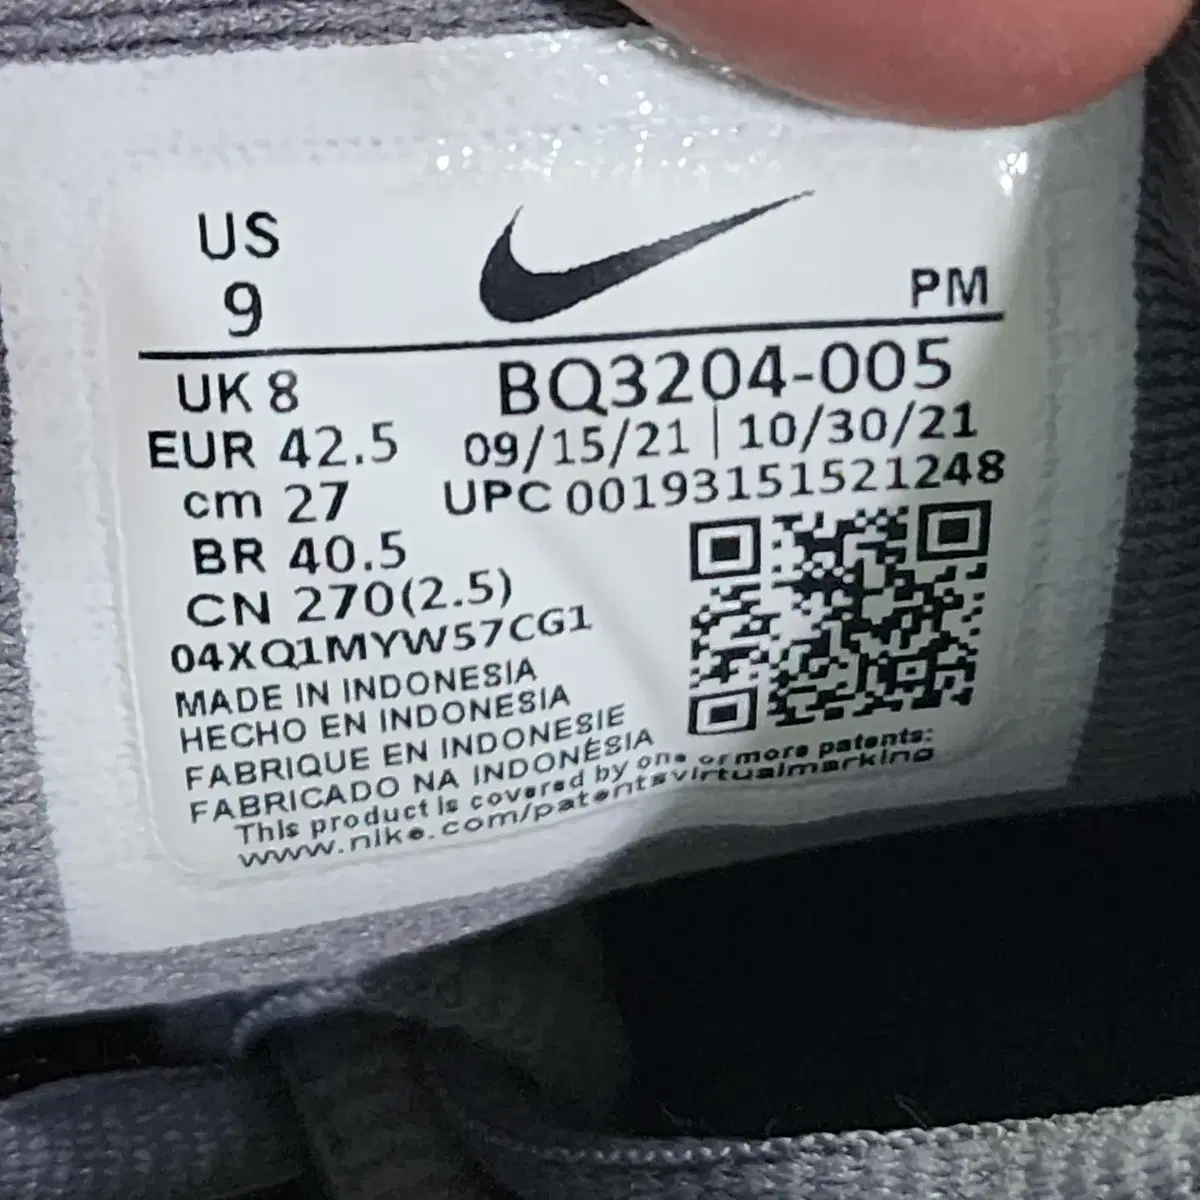 US
9
PM
UK 8
BQ3204-005
EUR 42.5
09/15/21 | 10/30/21
cm 27
UPC 00193151521248
BR 40.5
CN 270(2.5)
04XQ1MYW57CG1
MADE IN INDONESIA
HECHO EN INDONESIA
FABRIQUE EN INDONESIE
FABRICADO NA INDONÉSIA
This product is covered by one or more patents:
www.nike.com/patentsvirtualmarking